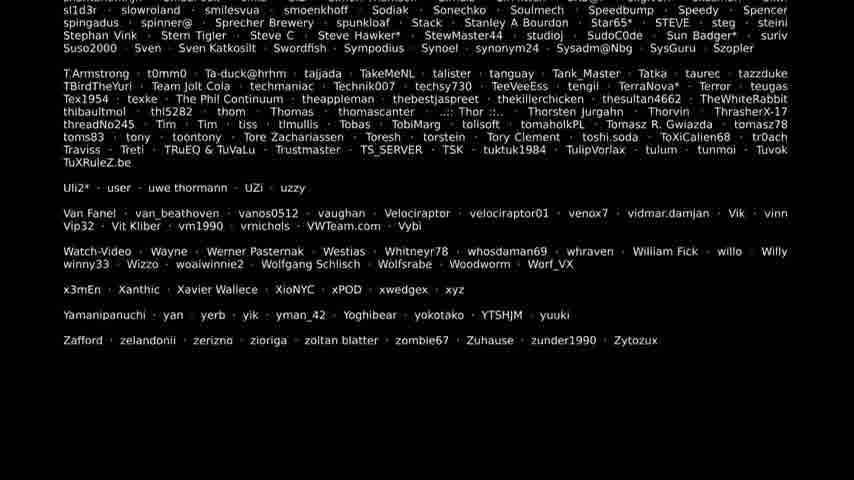 sl1d3r · slowroland · smilesvua · smoenkhoff · Sodiak · Sonechko · Soulmech · Speedbump · Speedy · Spencer
spingadus · spinner@ · Sprecher Brewery · spunkloaf · Stack · Stanley A Bourdon · Star65* · STE\/E · steg · steini
Stephan Vink · Stern Tigler · Steve C · Steve Hawker* · StewMaster44 · studioj · SudoC0de · Sun Badger* · suriv
Suso2000 · Sven · Sven Katkosilt · Swordfish · Sympodius · Synoel · synonym24 · Sysadm@Nbg · SysGuru · Szopler
T.Armstrong · t0mm0 · Ta-duck@hrhm · tajjada · TakeMeNL · talister · tanguay · Tank_Master · Tatka · taurec · tazzduke
TBirdTheYuri · Team Jolt Cola · techmaniac · Technik007 · techsy730 · TeeVeeEss · tengii · TerraNova* · Terror · teugas
Tex1954 · texke · The Phil Continuum · theappleman · thebestjaspreet · thekillerchicken · thesultan4662 · TheWhiteRabbit
thibaultmol · thl5282 · thom · Thomas · thomascanter · .:: Thor ::. · Thorsten Jurgahn · Thorvin · ThrasherX-17
threadNo245 · Tim · Tim · tiss · tlmullis · Tobas · TobiMarg · tolisoft · tomaholkPL · Tomasz R. Gwiazda · tomasz78
toms83 · tony · toontony · Tore Zachariassen · Toresh · torstein · Tory Clement · toshi.soda · ToXiCalien68 · tr0ach
Traviss · Treti · TRuEQ & TuVaLu · Trustmaster · TS_SERVER · TSK · tuktuk1984 · TulipVorlax · tulum · tunmoi · Tuvok
TuXRuleZ.be
Uli2* · user · uwe thormann · UZi · uzzy
Van Fanel · van_beathoven · vanos0512 · vaughan · Velociraptor · velociraptor01 · venox7 · vidmar.damjan · Vik · vinn
Vip32 · Vit Kliber · vm1990 · vrnichols · VWTeam.com · Vybi
Watch-Video · Wayne · Werner Pasternak · Westias · Whitneyr78 · whosdaman69 · whraven · William Fick · willo · Willy
winny33 · Wizzo · woaiwinnie2 · Wolfgang Schlisch · Wolfsrabe · Woodworm · Worf_VX
x3mEn · Xanthic · Xavier Wallece · XioNYC · xPOD · xwedgex · xyz
Yamanipanuchi · yan · yerb · yik · yman_42 · Yoghibear · yokotako · YTSHJM · yuuki
Zafford · zelandonii · zerizno · zioriga · zoltan blatter · zombie67 · Zuhause · zunder1990 · Zytozux